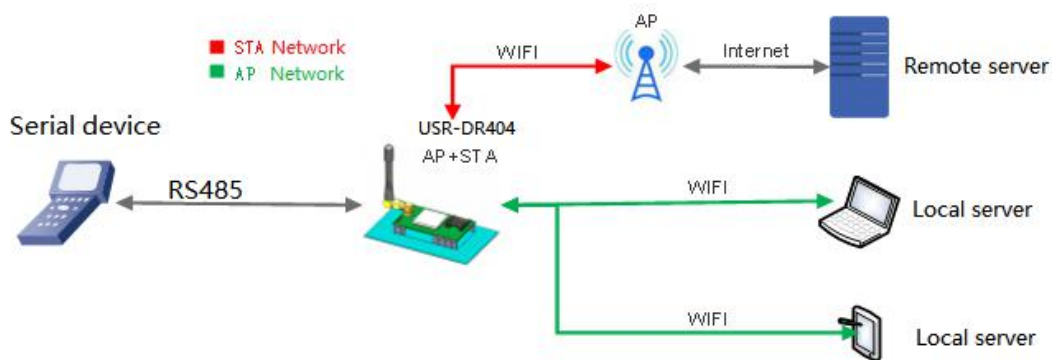 AP
STA Network
WIFI
Internet
AP Network
Remote server
Serial device
USR-DR404
AP+STA
RS485
WIFI
Local server
WIFI
Local server